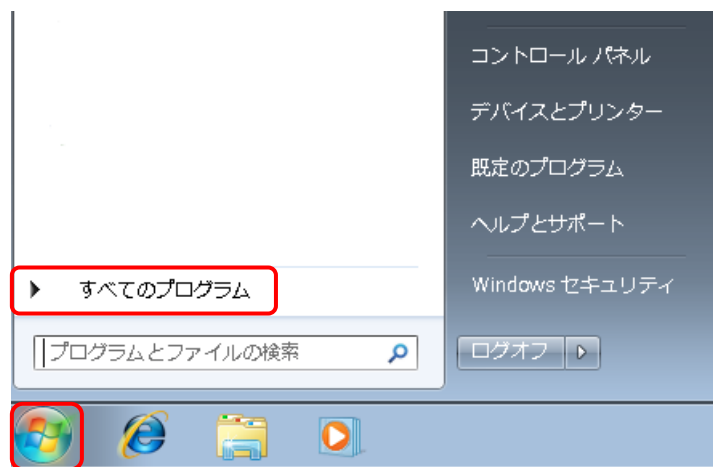 コントロール パネル
デバイスとプリンター
既定のプログラム
ヘルプとサポート
Windows セキュリティ
ログオフ
すべてのプログラム
プログラムとファイルの検索